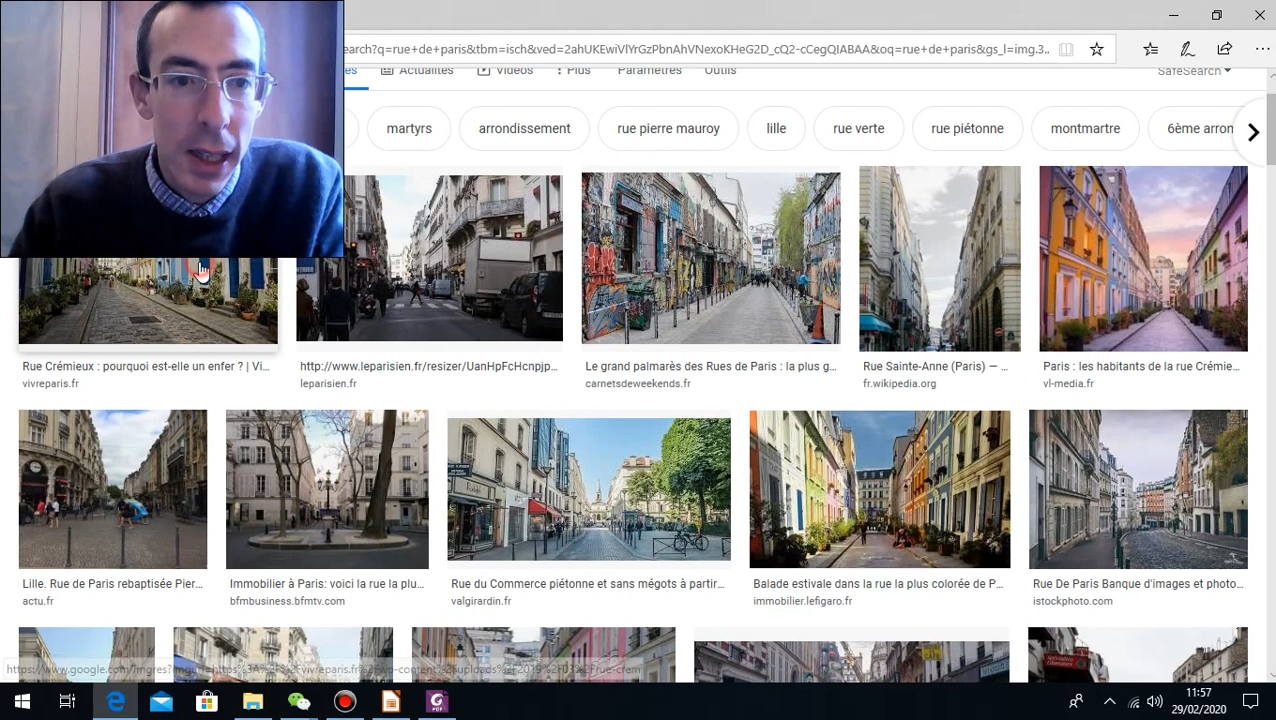 search?q=rue+de+paris&tbm=isch&ved=2ahUKEwiVlYrGzPbnAhVNexoKHeG2D_cQ2-cCegQIABAA&oq=rue+de+paris&gs_l=img.3...
Actualités
Vidéos
Plus
Paramètres
Outils
SafeSearch
martyrs
arrondissement
rue pierre mauroy
lille
rue verte
rue piétonne
montmartre
6ème arron
Rue Crémieux : pourquoi est-elle un enfer ? | Vi...
http://www.leparisien.fr/resizer/UanHpFcHcnpjp...
Le grand palmarès des Rues de Paris : la plus g...
Rue Sainte-Anne (Paris) — ...
Paris : les habitants de la rue Crémie...
vivreparis.fr
leparisien.fr
carnetsdeweekends.fr
fr.wikipedia.org
vl-media.fr
Lille. Rue de Paris rebaptisée Pier...
Immobilier à Paris: voici la rue la plu...
Rue du Commerce piétonne et sans mégots à partir...
Balade estivale dans la rue la plus colorée de P...
Rue De Paris Banque d'images et photo...
actu.fr
bfmbusiness.bfmtv.com
valgirardin.fr
immobilier.lefigaro.fr
istockphoto.com
11:57
29/02/2020